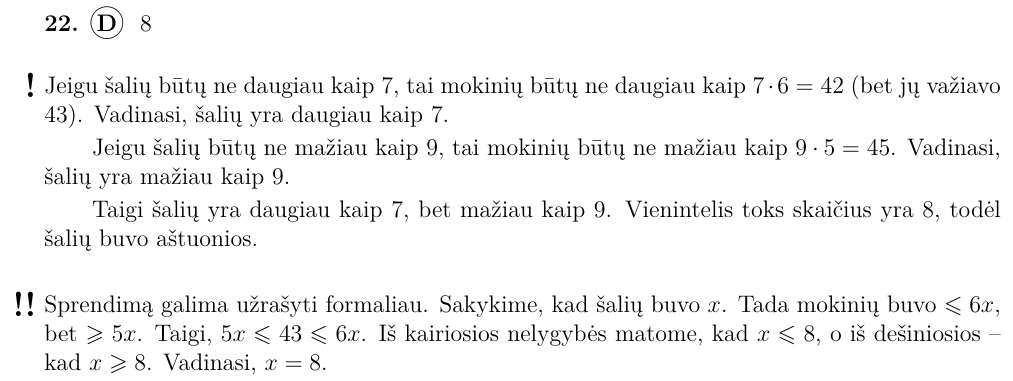 22. D 8
! Jeigu šalių būtų ne daugiau kaip 7, tai mokinių būtų ne daugiau kaip 7 · 6 = 42 (bet jų važiavo
43). Vadinasi, šalių yra daugiau kaip 7.
Jeigu šalių būtų ne mažiau kaip 9, tai mokinių būtų ne mažiau kaip 9 · 5 = 45. Vadinasi,
šalių yra mažiau kaip 9.
Taigi šalių yra daugiau kaip 7, bet mažiau kaip 9. Vienintelis toks skaičius yra 8, todėl
šalių buvo aštuonios.
!! Sprendimą galima užrašyti formaliau. Sakykime, kad šalių buvo x. Tada mokinių buvo ⩽ 6x,
bet ⩾ 5x. Taigi, 5x ⩽ 43 ⩽ 6x. Iš kairiosios nelygybės matome, kad x ⩽ 8, o iš dešiniosios –
kad x ⩾ 8. Vadinasi, x = 8.